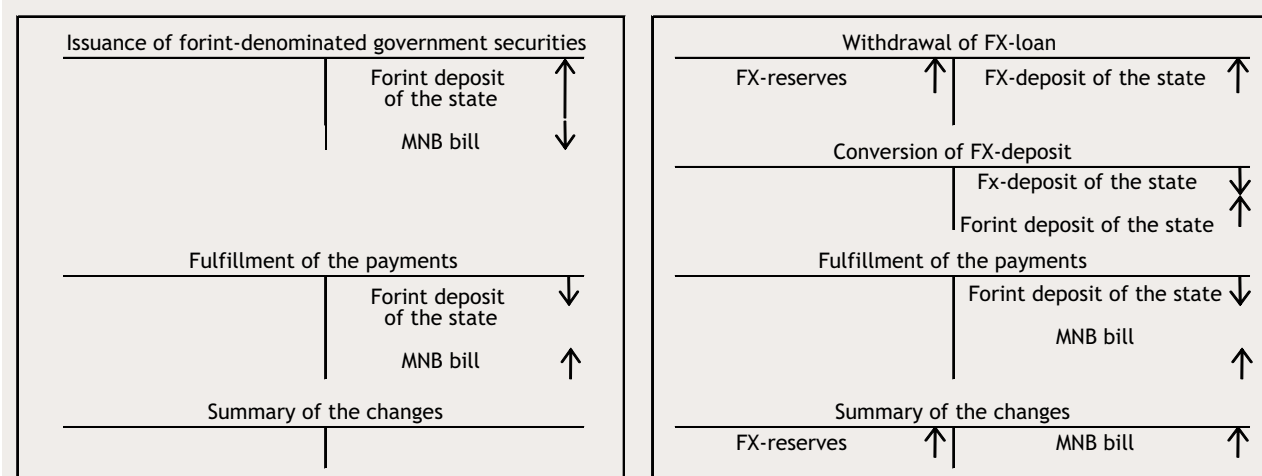 Issuance of forint-denominated government securities
Forint deposit
of the state
MNB bill
Fulfillment of the payments
Forint deposit
of the state
MNB bill
Summary of the changes
Withdrawal of FX-loan
FX-reserves
FX-deposit of the state
Conversion of FX-deposit
Fx-deposit of the state
Forint deposit of the state
Fulfillment of the payments
Forint deposit of the state
MNB bill
Summary of the changes
FX-reserves
MNB bill